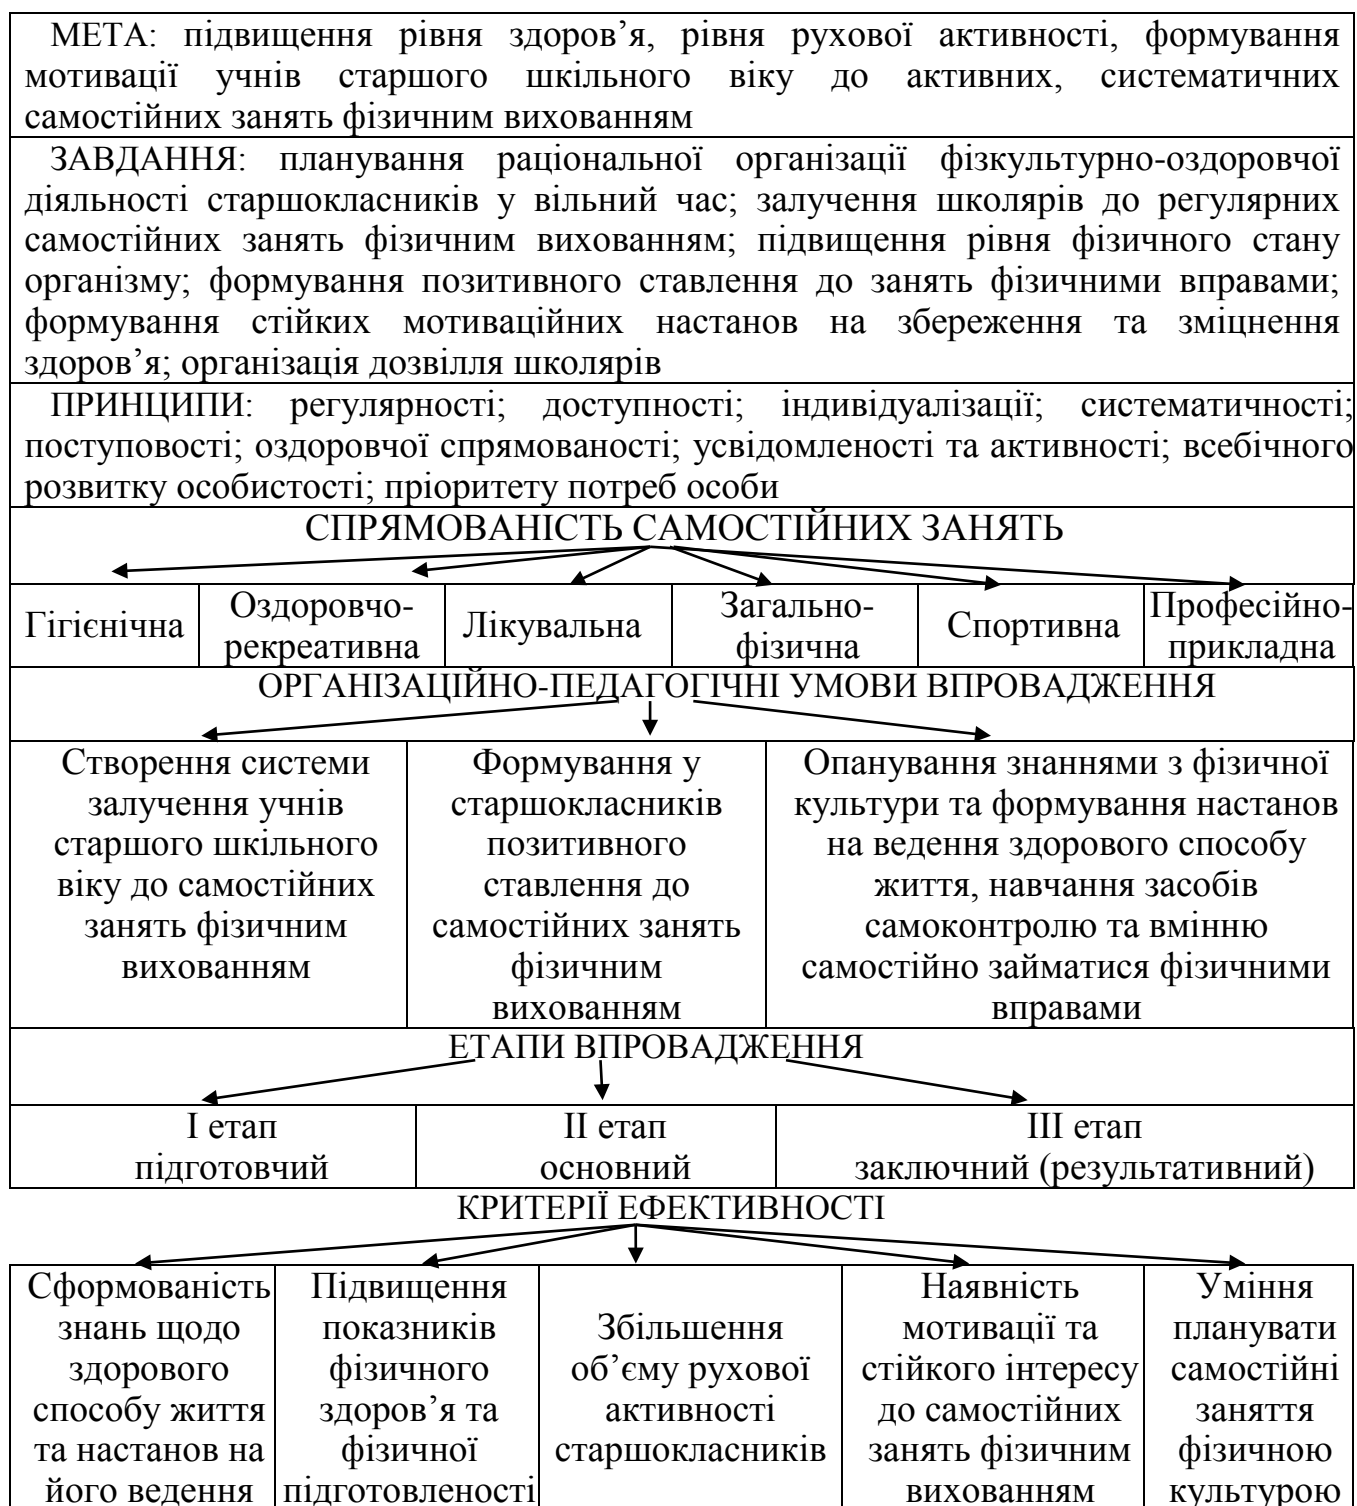 МЕТА: підвищення рівня здоров’я, рівня рухової активності, формування
мотивації учнів старшого шкільного віку до активних, систематичних
самостійних занять фізичним вихованням
ЗАВДАННЯ: планування раціональної організації фізкультурно-оздоровчої
діяльності старшокласників у вільний час; залучення школярів до регулярних
самостійних занять фізичним вихованням; підвищення рівня фізичного стану
організму; формування позитивного ставлення до занять фізичними вправами;
формування стійких мотиваційних настанов на збереження та зміцнення
здоров’я; організація дозвілля школярів
ПРИНЦИПИ: регулярності; доступності; індивідуалізації; систематичності;
поступовості; оздоровчої спрямованості; усвідомленості та активності; всебічного
розвитку особистості; пріоритету потреб особи
СПРЯМОВАНІСТЬ САМОСТІЙНИХ ЗАНЯТЬ
Гігієнічна
Оздоровчо-
рекреативна
Лікувальна
Загально-
фізична
Спортивна
Професійно-
прикладна
ОРГАНІЗАЦІЙНО-ПЕДАГОГІЧНІ УМОВИ ВПРОВАДЖЕННЯ
Створення системи
залучення учнів
старшого шкільного
віку до самостійних
занять фізичним
вихованням
Формування у
старшокласників
позитивного
ставлення до
самостійних занять
фізичним
вихованням
Опанування знаннями з фізичної
культури та формування настанов
на ведення здорового способу
життя, навчання засобів
самоконтролю та вмінню
самостійно займатися фізичними
вправами
ЕТАПИ ВПРОВАДЖЕННЯ
І етап
підготовчий
ІІ етап
основний
ІІІ етап
заключний (результативний)
КРИТЕРІЇ ЕФЕКТИВНОСТІ
Сформованість
знань щодо
здорового
способу життя
та настанов на
його ведення
Підвищення
показників
фізичного
здоров’я та
фізичної
підготовленості
Збільшення
об’єму рухової
активності
старшокласників
Наявність
мотивації та
стійкого інтересу
до самостійних
занять фізичним
вихованням
Уміння
планувати
самостійні
заняття
фізичною
культурою